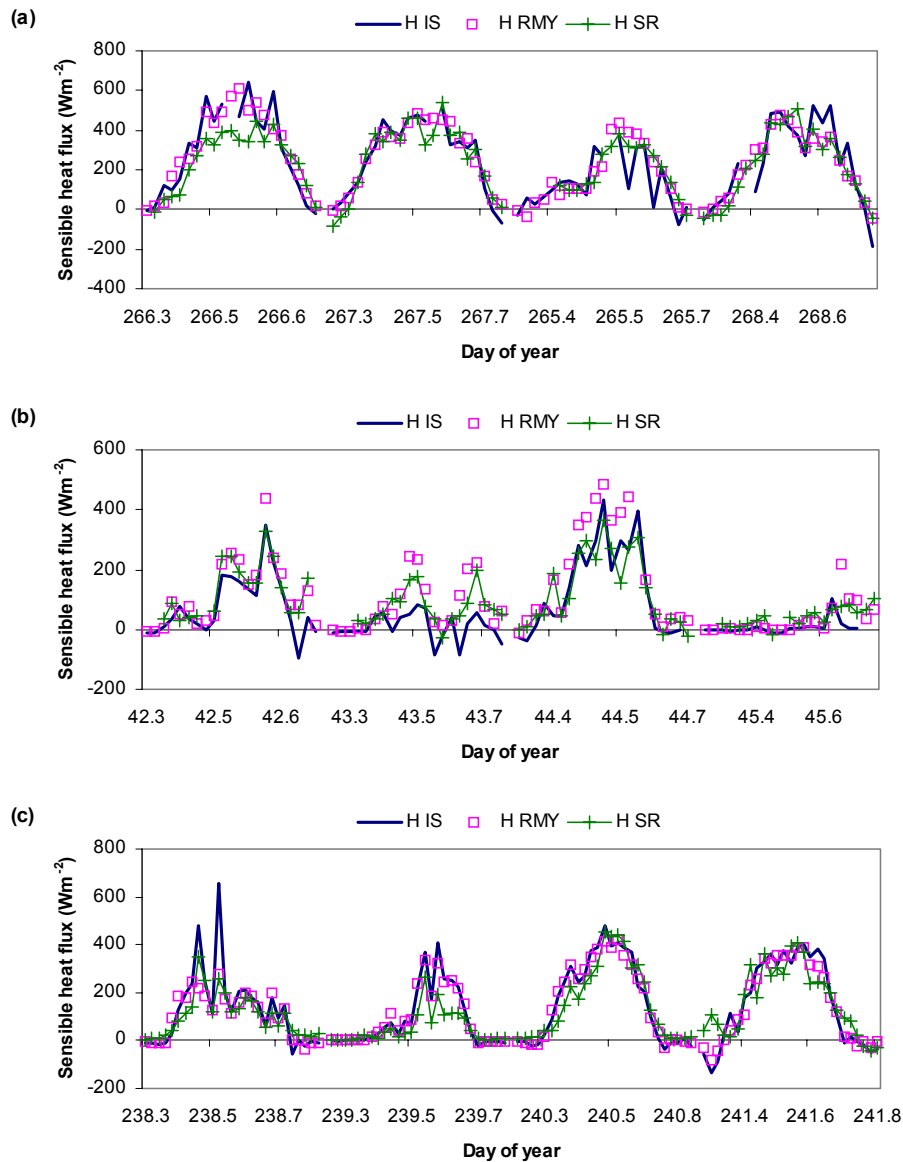 (a)
H IS H RMY H SR
Sensible heat flux (Wm-2)
800
600
400
200
0
-200
-400
266.3 266.5 266.6 267.3 267.5 267.7 265.4 265.5 265.7 268.4 268.6
Day of year
(b)
H IS H RMY H SR
Sensible heat flux (Wm-2)
600
400
200
0
-200
42.3 42.5 42.6 43.3 43.5 43.7 44.4 44.5 44.7 45.4 45.6
Day of year
(c)
H IS H RMY H SR
Sensible heat flux (Wm-2)
800
600
400
200
0
-200
238.3 238.5 238.7 239.3 239.5 239.7 240.3 240.5 240.8 241.4 241.6 241.8
Day of year